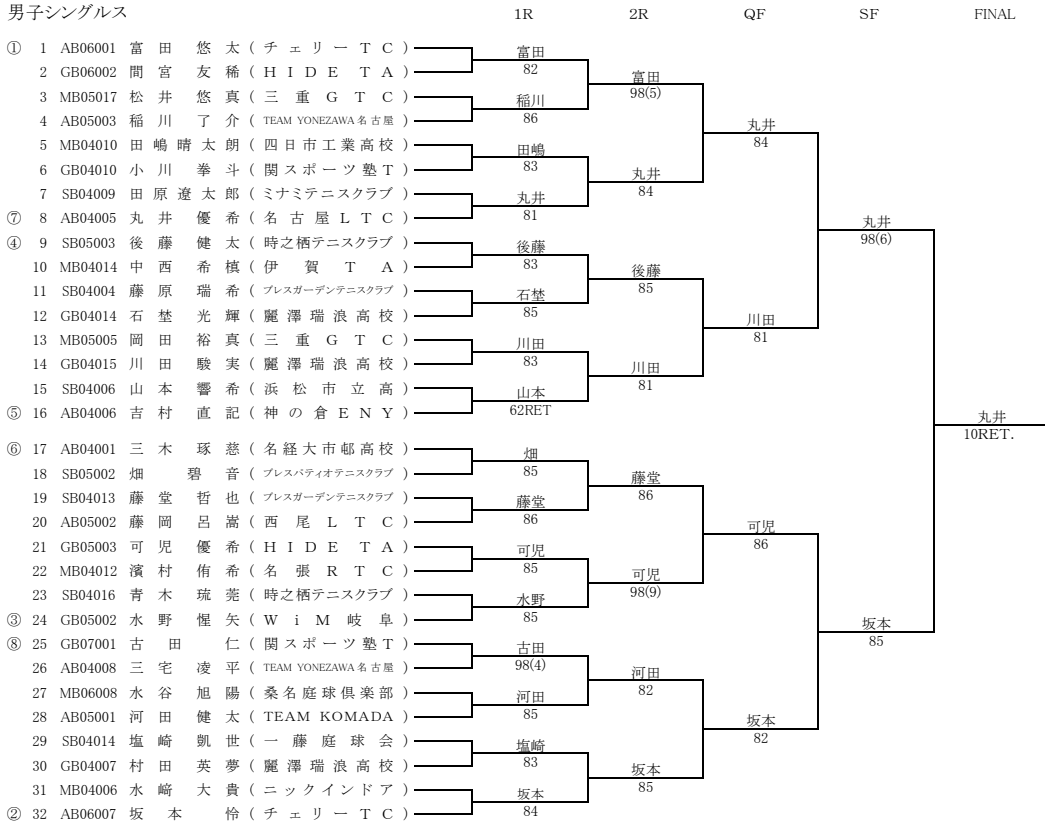 男子シングルス 1R 2R QF SF FINAL
① 1 AB06001 富田 悠太 (チェリーTC)
富田
82
2 GB06002 間宮 友稀 (HIDE TA)
富田
98(5)
3 MB05017 松井 悠真 (三重GTC)
稲川
86
4 AB05003 稲川 了介 (TEAM YONEZAWA名古屋)
丸井
84
5 MB04010 田嶋晴太朗 (四日市工業高校)
田嶋
83
6 GB04010 小川 拳斗 (関スポーツ塾T)
丸井
84
7 SB04009 田原遼太郎 (ミナミテニスクラブ)
丸井
81
⑦ 8 AB04005 丸井 優希 (名古屋LTC)
丸井
98(6)
④ 9 SB05003 後藤 健太 (時之栖テニスクラブ)
後藤
83
10 MB04014 中西 希槙 (伊賀TA)
後藤
85
11 SB04004 藤原 瑞希 (ブレスガーデンテニスクラブ)
石埜
85
12 GB04014 石埜 光輝 (麗澤瑞浪高校)
川田
81
13 MB05005 岡田 裕真 (三重GTC)
川田
83
14 GB04015 川田 駿実 (麗澤瑞浪高校)
川田
81
15 SB04006 山本 響希 (浜松市立高)
山本
62RET
⑤ 16 AB04006 吉村 直記 (神の倉ENY)
丸井
10RET.
⑥ 17 AB04001 三木 琢慈 (名経大市邨高校)
畑
85
18 SB05002 畑 碧音 (ブレスパティオテニスクラブ)
藤堂
86
19 SB04013 藤堂 哲也 (ブレスガーデンテニスクラブ)
藤堂
86
20 AB05002 藤岡 呂嵩 (西尾LTC)
可児
86
21 GB05003 可児 優希 (HIDE TA)
可児
85
22 MB04012 濱村 侑希 (名張RTC)
可児
98(9)
23 SB04016 青木 琉莞 (時之栖テニスクラブ)
水野
85
③ 24 GB05002 水野 惺矢 (WiM岐阜)
坂本
85
⑧ 25 GB07001 古田 仁 (関スポーツ塾T)
古田
98(4)
26 AB04008 三宅 凌平 (TEAM YONEZAWA名古屋)
河田
82
27 MB06008 水谷 旭陽 (桑名庭球倶楽部)
河田
85
28 AB05001 河田 健太 (TEAM KOMADA)
坂本
82
29 SB04014 塩崎 凱世 (一藤庭球会)
塩崎
83
30 GB04007 村田 英夢 (麗澤瑞浪高校)
坂本
85
31 MB04006 水﨑 大貴 (ニックインドア)
坂本
84
② 32 AB06007 坂本 怜 (チェリーTC)